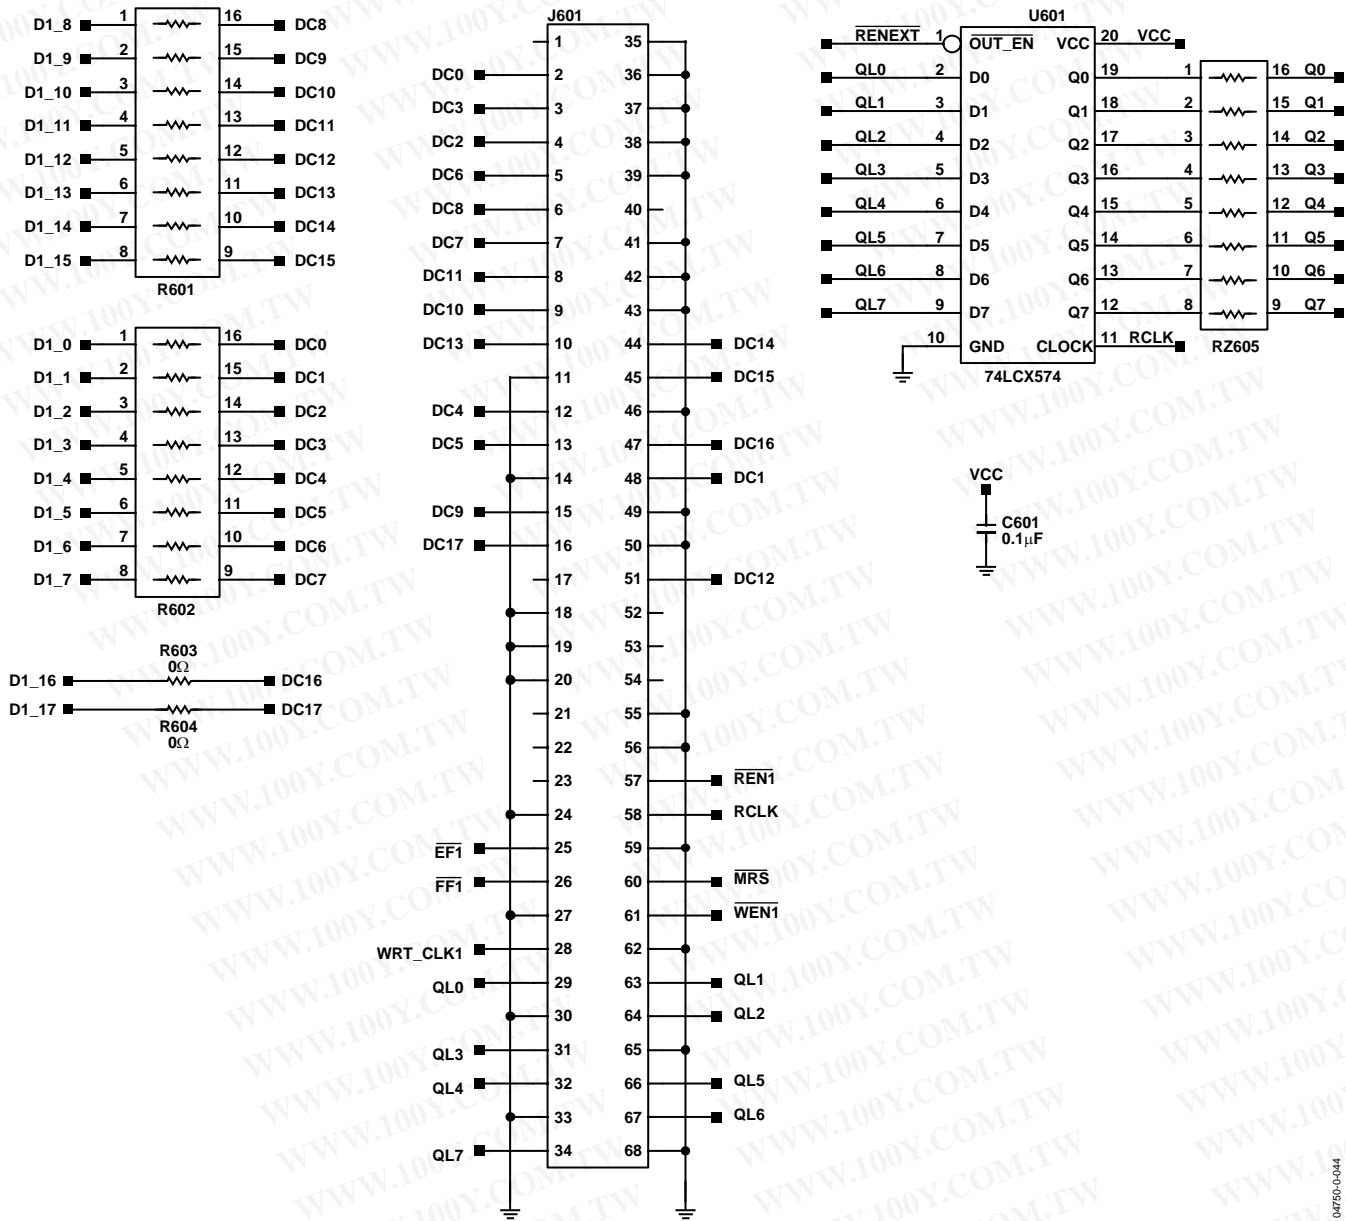 D1_8 1 16 DC8
D1_9 2 15 DC9
D1_10 3 14 DC10
D1_11 4 13 DC11
D1_12 5 12 DC12
D1_13 6 11 DC13
D1_14 7 10 DC14
D1_15 8 9 DC15
R601
D1_0 1 16 DC0
D1_1 2 15 DC1
D1_2 3 14 DC2
D1_3 4 13 DC3
D1_4 5 12 DC4
D1_5 6 11 DC5
D1_6 7 10 DC6
D1_7 8 9 DC7
R602
R603
0Ω
D1_16 DC16
D1_17 DC17
R604
0Ω
J601
1 35
DC0 2 36
DC3 3 37
DC2 4 38
DC6 5 39
DC8 6 40
DC7 7 41
DC11 8 42
DC10 9 43
DC13 10 44 DC14
11 45 DC15
DC4 12 46
DC5 13 47 DC16
14 48 DC1
DC9 15 49
DC17 16 50
17 51 DC12
18 52
19 53
20 54
21 55
22 56
23 57 REN1
24 58 RCLK
EF1 25 59
FF1 26 60 MRS
27 61 WEN1
WRT_CLK1 28 62
QL0 29 63 QL1
30 64 QL2
QL3 31 65
QL4 32 66 QL5
33 67 QL6
QL7 34 68
U601
RENEXT 1 OUT_EN VCC 20 VCC
QL0 2 D0 Q0 19 1 16 Q0
QL1 3 D1 Q1 18 2 15 Q1
QL2 4 D2 Q2 17 3 14 Q2
QL3 5 D3 Q3 16 4 13 Q3
QL4 6 D4 Q4 15 5 12 Q4
QL5 7 D5 Q5 14 6 11 Q5
QL6 8 D6 Q6 13 7 10 Q6
QL7 9 D7 Q7 12 8 9 Q7
10 GND CLOCK 11 RCLK RZ605
74LCX574
VCC
C601
0.1µF
04750-0-044
WWW.100Y.COM.TW